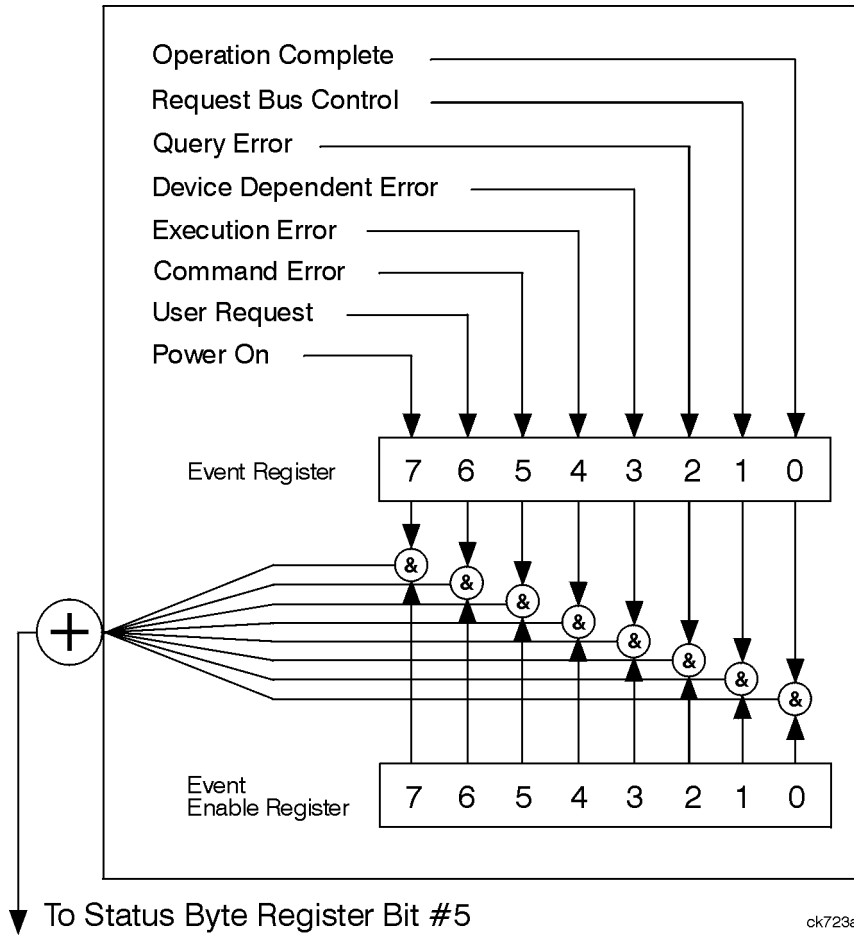 Operation Complete
Request Bus Control
Query Error
Device Dependent Error
Execution Error
Command Error
User Request
Power On
Event Register 7 6 5 4 3 2 1 0
&
&
&
&
&
&
&
&
+
Event
Enable Register 7 6 5 4 3 2 1 0
To Status Byte Register Bit #5
ck723a